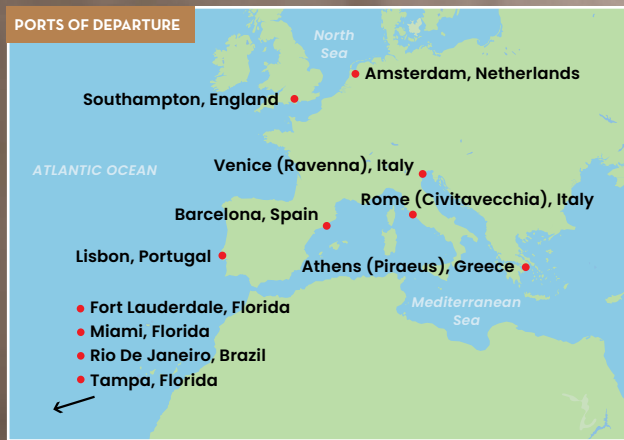 PORTS OF DEPARTURE
North
Sea
Amsterdam, Netherlands
Southampton, England
ATLANTIC OCEAN
Venice (Ravenna), Italy
Rome (Civitavecchia), Italy
Barcelona, Spain
Lisbon, Portugal
Athens (Piraeus), Greece
Mediterranean
Sea
Fort Lauderdale, Florida
Miami, Florida
Rio De Janeiro, Brazil
Tampa, Florida